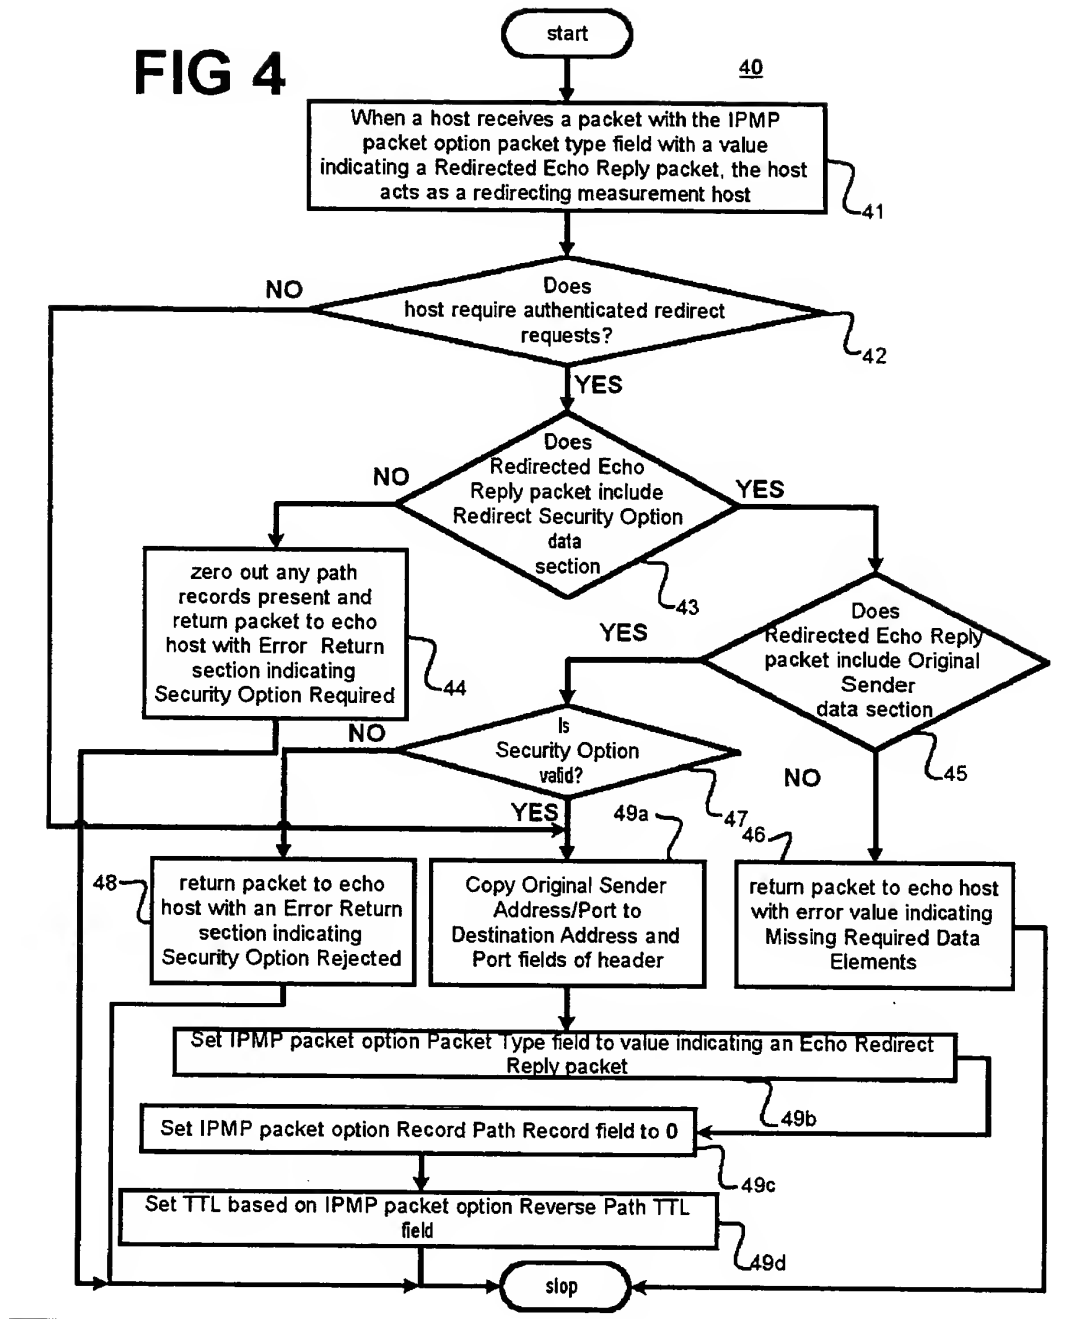 start
FIG 4
40
When a host receives a packet with the IPMP
packet option packet type field with a value
indicating a Redirected Echo Reply packet, the host
acts as a redirecting measurement host
41
NO
Does
host require authenticated redirect
requests?
42
YES
Does
Redirected Echo
Reply packet include
Redirect Security Option
data
section
43
NO
YES
zero out any path
records present and
return packet to echo
host with Error Return
section indicating
Security Option Required
44
YES
Does
Redirected Echo Reply
packet include Original
Sender
data section
45
NO
Is
Security Option
valid?
47
NO
YES
49a
46
48
return packet to echo
host with an Error Return
section indicating
Security Option Rejected
Copy Original Sender
Address/Port to
Destination Address and
Port fields of header
return packet to echo host
with error value indicating
Missing Required Data
Elements
Set IPMP packet option Packet Type field to value indicating an Echo Redirect
Reply packet
49b
Set IPMP packet option Record Path Record field to 0
49c
Set TTL based on IPMP packet option Reverse Path TTL
field
49d
stop